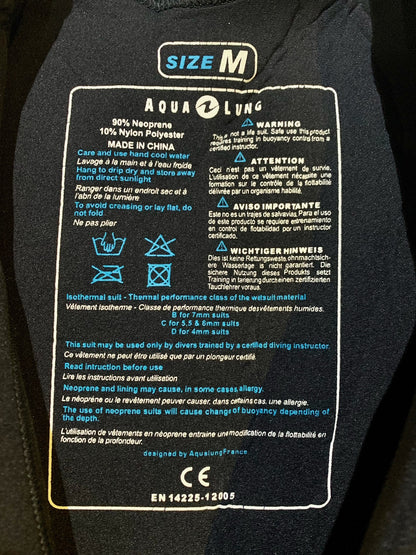 SIZE M
AQUA LUNG
90% Neoprene
10% Nylon Polyester
MADE IN CHINA
Care and use hand cool water
Lavage à la main et à l'eau froide
Hang to drip dry and store away
from direct sunlight
Ranger dans un endroit sec et à
l'abri de la lumière
To avoid creasing or lay flat, do
not fold
Ne pas plier
WARNING
This is not a life suit. Safe use this product
requires training in buoyancy control from a
certified instructor.
ATTENTION
Ceci n'est pas un vêtement de survie.
L'utilisation de ce vêtement nécessite une
formation sur le contrôle de la flottabilité
délivrée par un organisme habilité.
AVISO IMPORTANTE
Este no es un trajes de salvavias. Para el uso
de este producto se requiere entrenamiento
en control de flotabilidad por un instructor
certificado.
WICHTIGER HINWEIS
Dies ist keine Rettungsweste, ohnmachtsich-
ere Wasserlage is nicht garantiert. Die
sichere Nutzung dieses Produkts setzt
Training in tarierung durch einen zertifizierten
Tauchlehrer voraus.
Isothermal suit - Thermal performance class of the wetsuit material
Vêtement isotherme - Classe de performance thermique des vêtements humides.
B for 7mm suits
C for 5,5 & 6mm suits
D for 4mm suits
This suit may be used only by divers trained by a certified diving instructor.
Ce vêtement ne peut être utilisé que par un plongeur certifié.
Read intruction before use
Lire les instructions avant utilisation
Neoprene and lining may cause, in some cases, allergy.
Le néoprène ou le revêtement peuvent causer, dans certains cas, une allergie.
The use of neoprene suits will cause change of buoyancy depending of
the depth.
L'utilisation de vêtements en néoprène entraine une modification de la flottabilité en
fonction de la profondeur.
designed by AqualungFrance
CE
EN 14225-1:2005